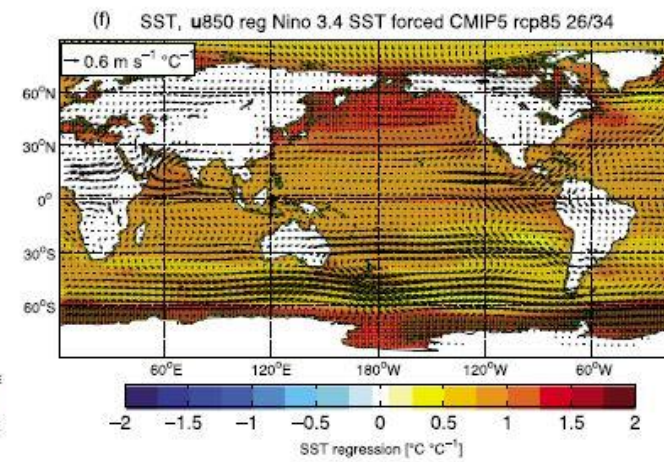 (f) SST, u850 reg Nino 3.4 SST forced CMIP5 rcp85 26/34
→ 0.6 m s⁻¹ °C⁻¹
60°N
30°N
0°
30°S
60°S
60°E 120°E 180°W 120°W 60°W
−2 −1.5 −1 −0.5 0 0.5 1 1.5 2
SST regression [°C °C⁻¹]